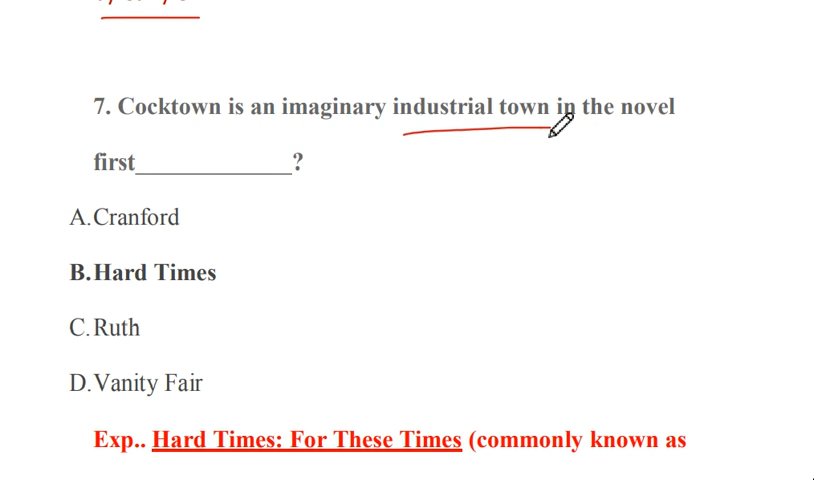 7. Cocktown is an imaginary industrial town in the novel
first_____________?
A. Cranford
B. Hard Times
C. Ruth
D. Vanity Fair
Exp.. Hard Times: For These Times (commonly known as